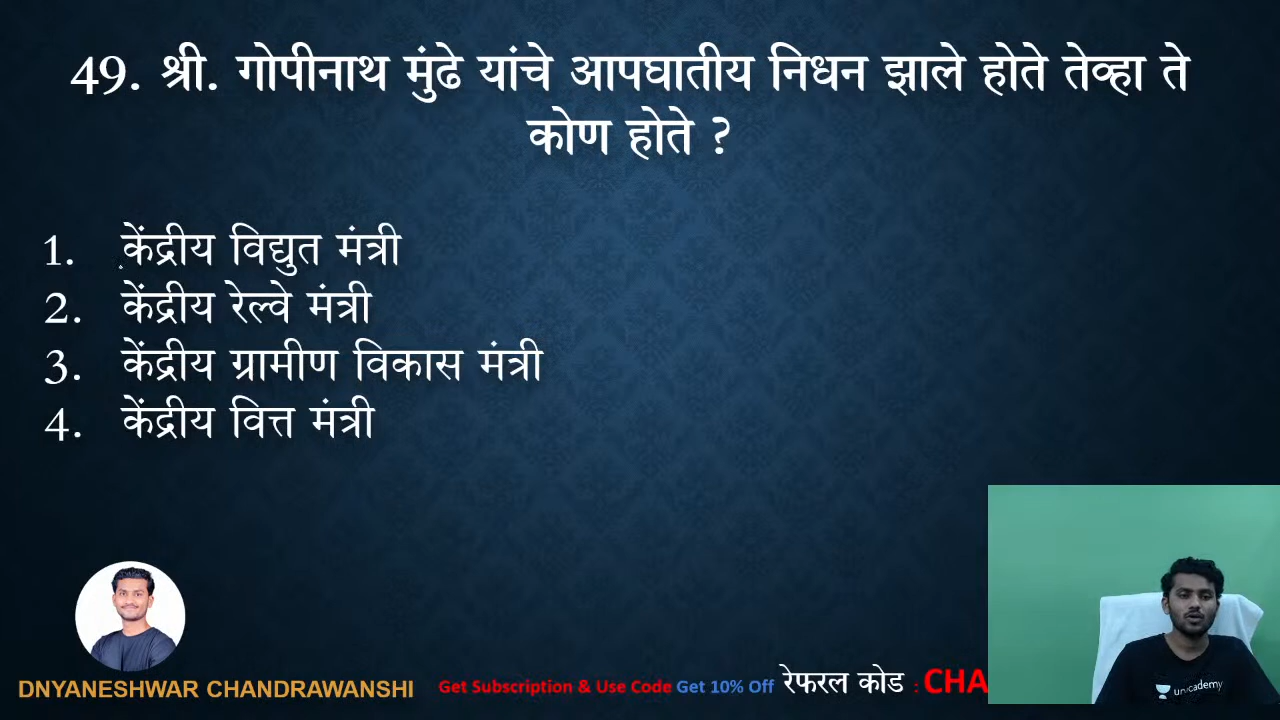 49. श्री. गोपीनाथ मुंढे यांचे आपघातीय निधन झाले होते तेव्हा ते
कोण होते ?
1. केंद्रीय विद्युत मंत्री
2. केंद्रीय रेल्वे मंत्री
3. केंद्रीय ग्रामीण विकास मंत्री
4. केंद्रीय वित्त मंत्री
DNYANESHWAR CHANDRAWANSHI
Get Subscription & Use Code Get 10% Off रेफरल कोड : CHA
unacademy